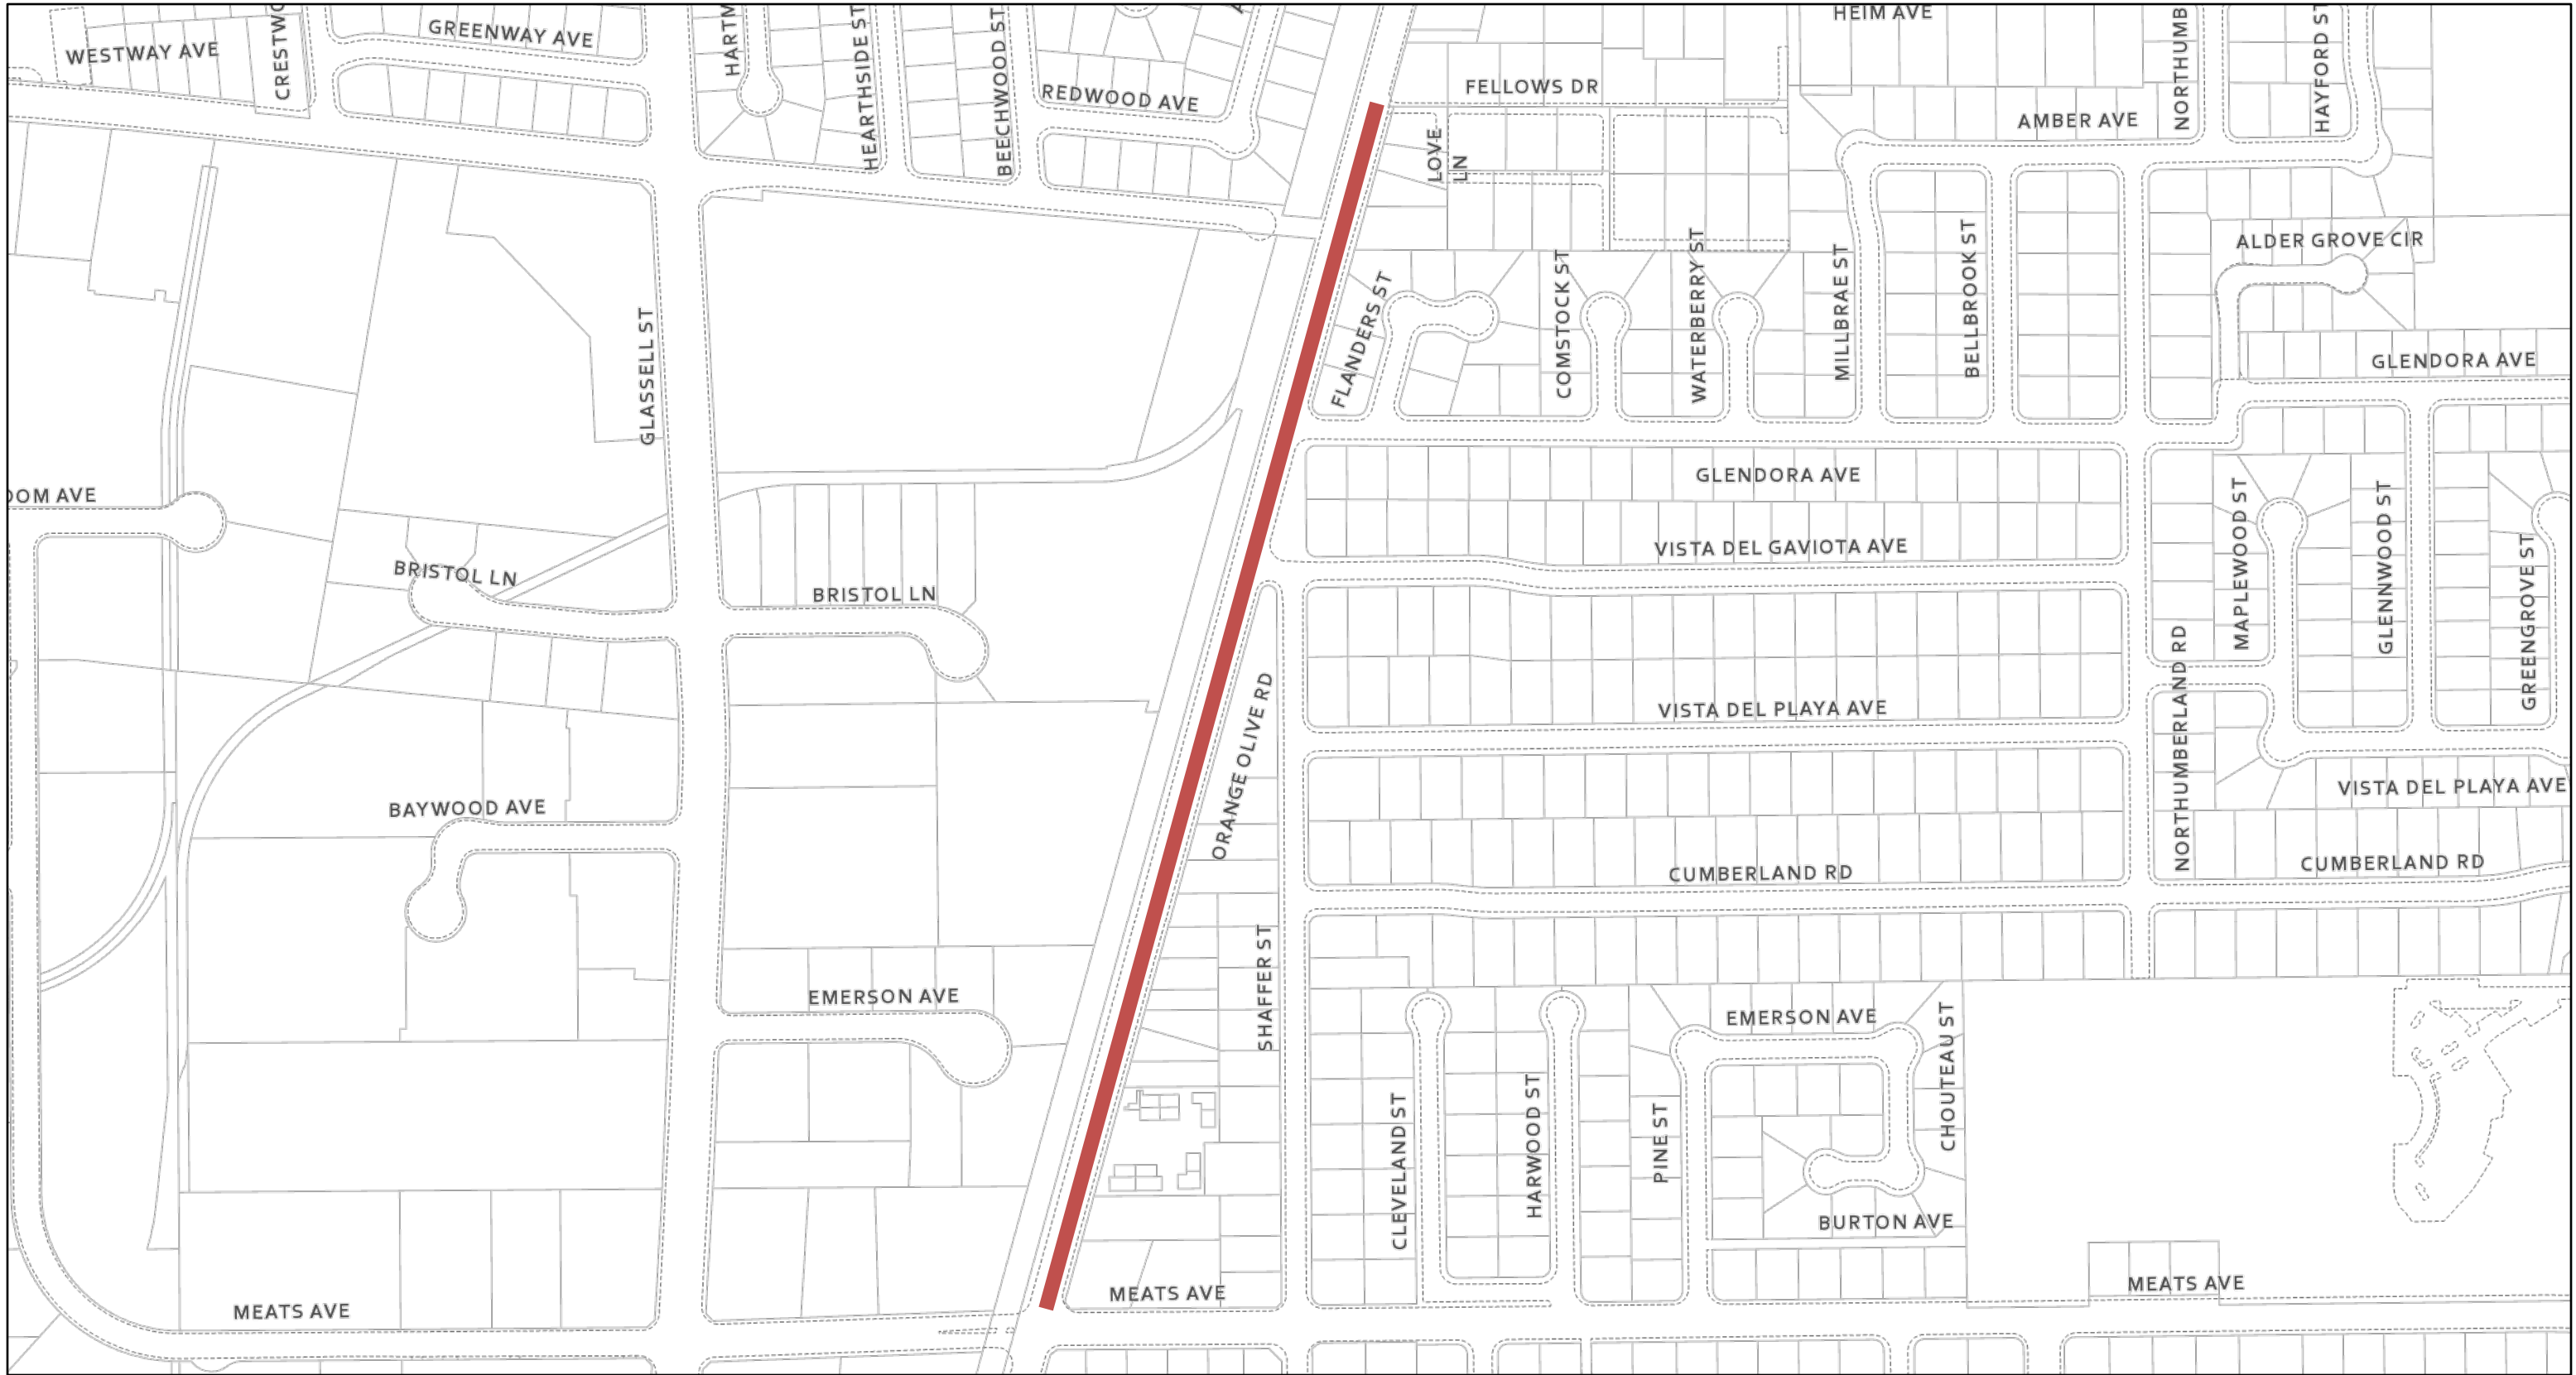 HEIM AVE
WESTWAY AVE
GREENWAY AVE
FELLOWS DR
REDWOOD AVE
HEARTHSIDE ST
BEECHWOOD ST
HAYFORD ST
AMBER AVE
LOVE
LN
ALDER GROVE CIR
GLASSELL ST
FLANDERS ST
COMSTOCK ST
WATERBERRY ST
MILLBRAE ST
BELLBROOK ST
GLENDORA AVE
GLENDORA AVE
VISTA DEL GAVIOTA AVE
MAPLEWOOD ST
GLENNWOOD ST
GREENGROVE ST
BRISTOL LN
BRISTOL LN
ORANGE OLIVE RD
VISTA DEL PLAYA AVE
NORTHUMBERLAND RD
VISTA DEL PLAYA AVE
BAYWOOD AVE
CUMBERLAND RD
CUMBERLAND RD
EMERSON AVE
SHAFFER ST
EMERSON AVE
CHOUTEAU ST
CLEVELAND ST
HARWOOD ST
PINE ST
BURTON AVE
MEATS AVE
MEATS AVE
MEATS AVE